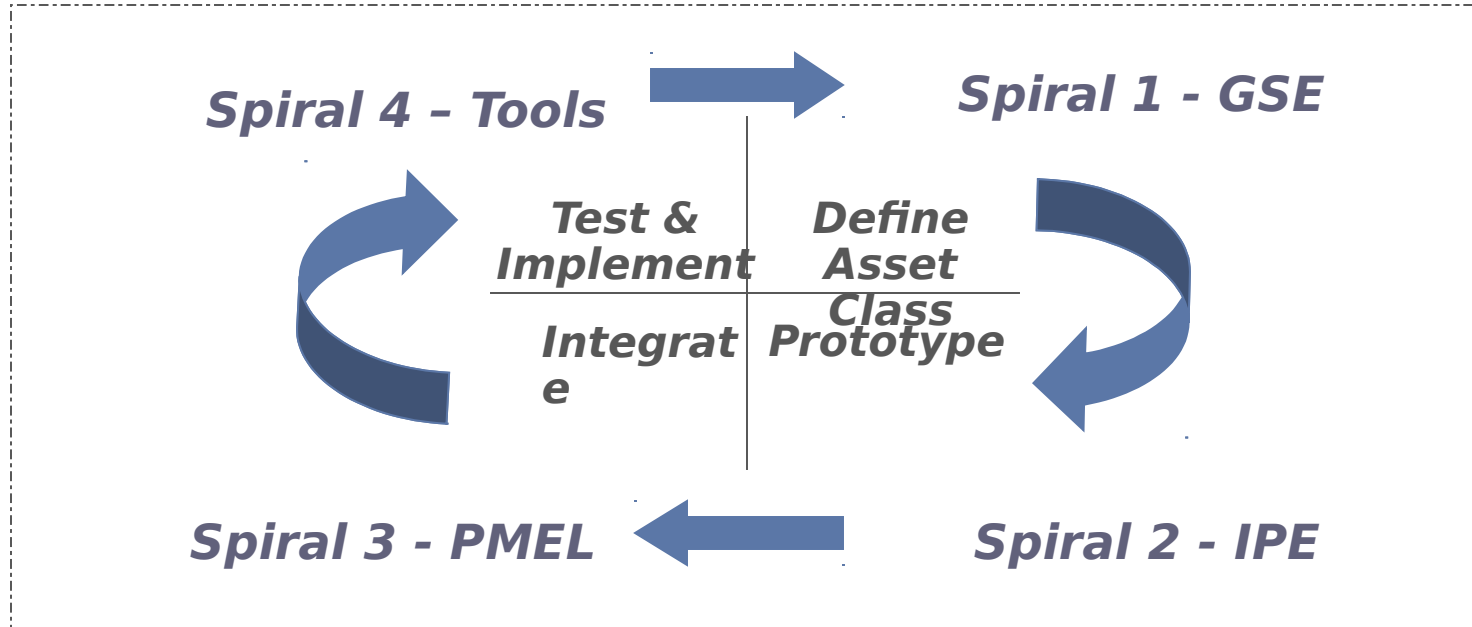 Spiral 4 – Tools
Spiral 1 - GSE
Test &
Implement
Define
Asset
Class
Integrat
e
Prototype
Spiral 3 - PMEL
Spiral 2 - IPE